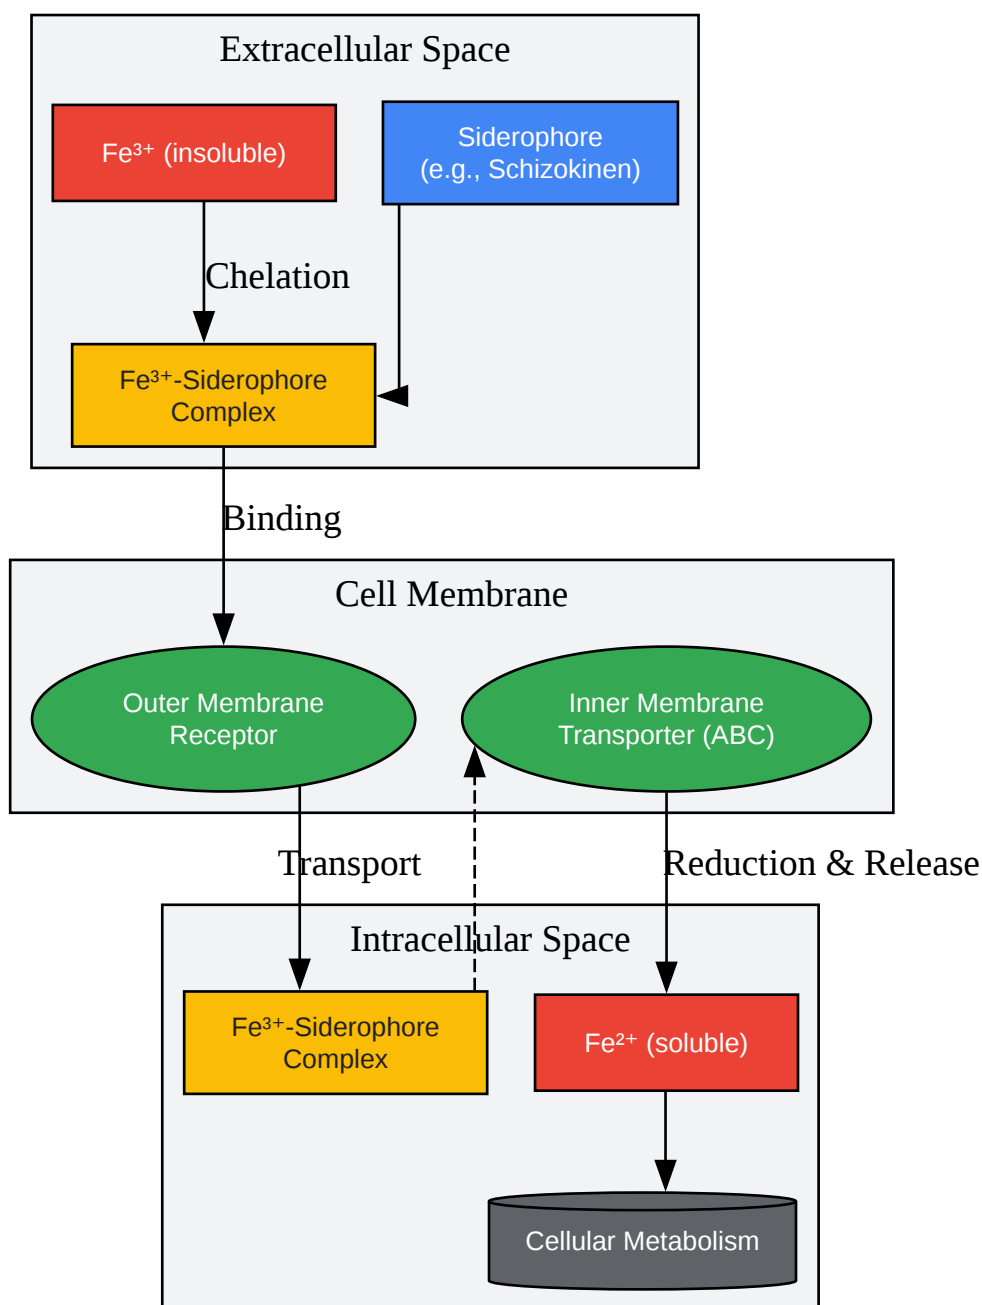 Extracellular Space
Fe³⁺ (insoluble)
Siderophore
(e.g., Schizokinen)
Chelation
Fe³⁺-Siderophore
Complex
Binding
Cell Membrane
Outer Membrane
Receptor
Inner Membrane
Transporter (ABC)
Transport
Reduction & Release
Intracellular Space
Fe³⁺-Siderophore
Complex
Fe²⁺ (soluble)
Cellular Metabolism